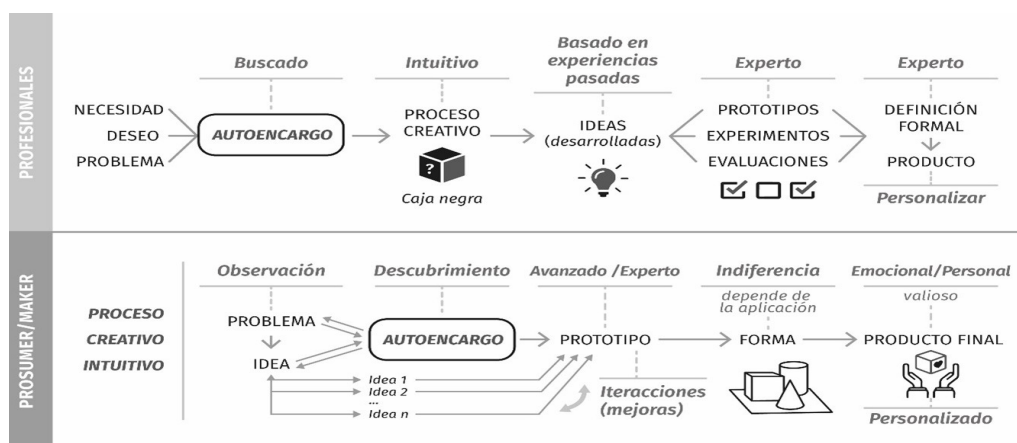 PROFESIONALES
Buscado
Intuitivo
Basado en
experiencias
pasadas
Experto
Experto
NECESIDAD
DESEO
PROBLEMA
AUTOENCARGO
PROCESO
CREATIVO
?
Caja negra
IDEAS
(desarrolladas)
PROTOTIPOS
EXPERIMENTOS
EVALUACIONES
DEFINICIÓN
FORMAL
PRODUCTO
Personalizar
PROSUMER/MAKER
PROCESO
CREATIVO
INTUITIVO
Observación
Descubrimiento
Avanzado /Experto
Indiferencia
depende de
la aplicación
Emocional/Personal
valioso
PROBLEMA
IDEA
AUTOENCARGO
PROTOTIPO
FORMA
PRODUCTO FINAL
Idea 1
Idea 2
...
Idea n
Iteracciones
(mejoras)
Personalizado